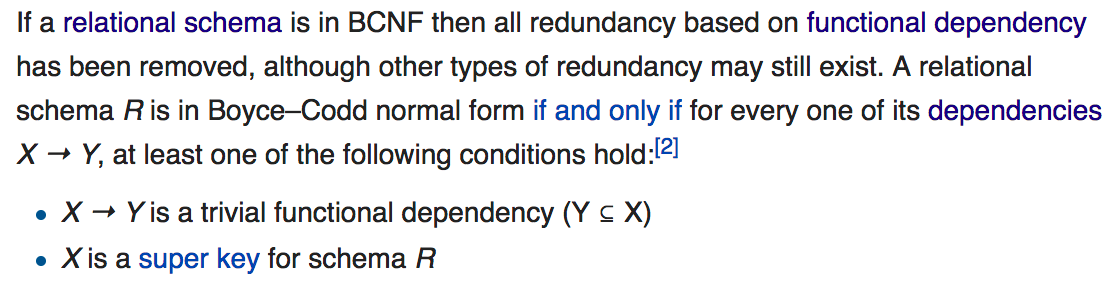 If a relational schema is in BCNF then all redundancy based on functional dependency
has been removed, although other types of redundancy may still exist. A relational
schema R is in Boyce–Codd normal form if and only if for every one of its dependencies
X → Y, at least one of the following conditions hold:[2]
• X → Y is a trivial functional dependency (Y ⊆ X)
• X is a super key for schema R